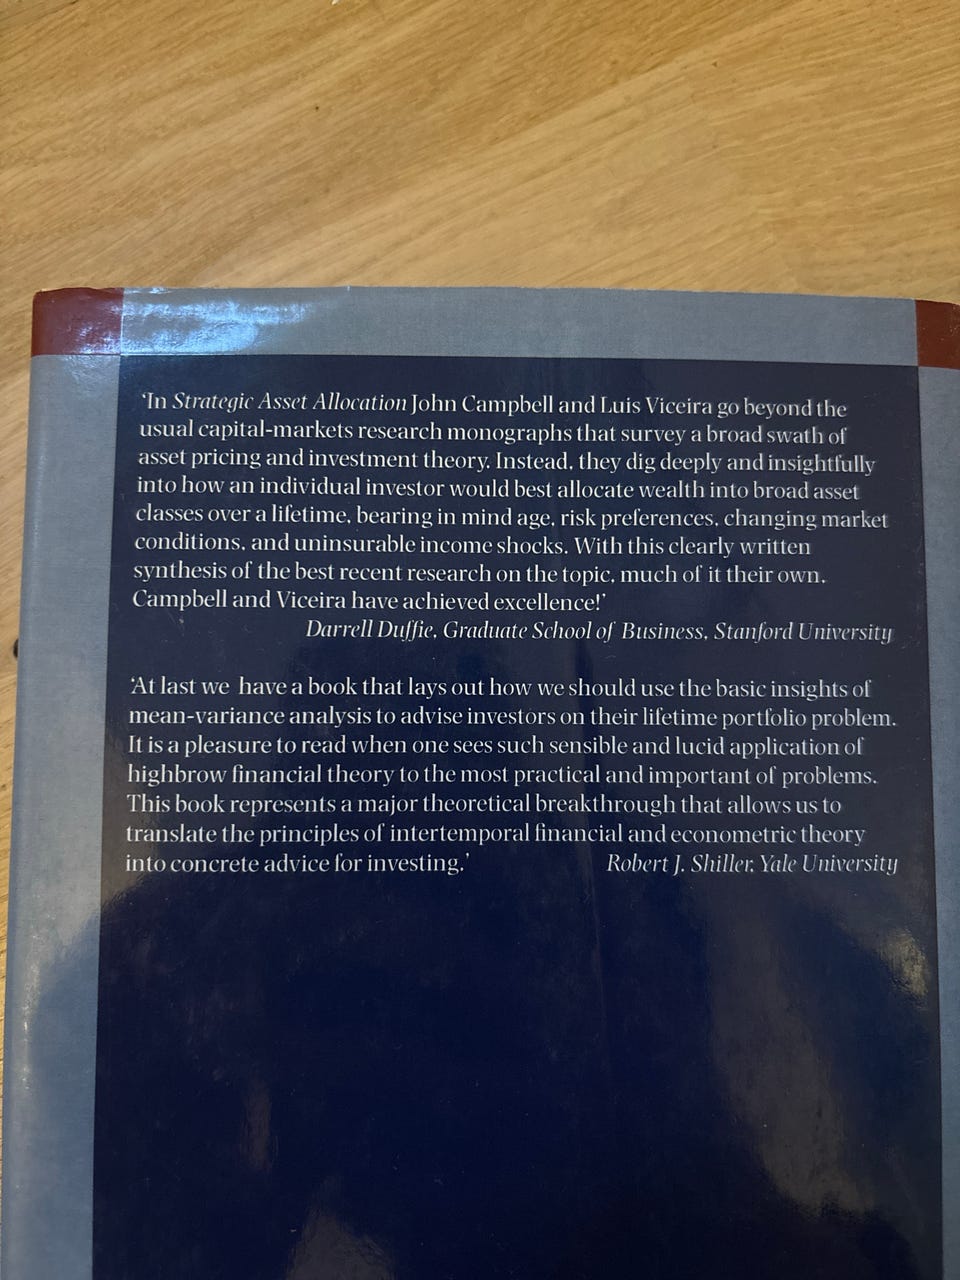 ‘In Strategic Asset Allocation John Campbell and Luis Viceira go beyond the
usual capital-markets research monographs that survey a broad swath of
asset pricing and investment theory. Instead, they dig deeply and insightfully
into how an individual investor would best allocate wealth into broad asset
classes over a lifetime, bearing in mind age, risk preferences, changing market
conditions, and uninsurable income shocks. With this clearly written
synthesis of the best recent research on the topic, much of it their own,
Campbell and Viceira have achieved excellence!’
Darrell Duffie, Graduate School of Business, Stanford University
‘At last we have a book that lays out how we should use the basic insights of
mean-variance analysis to advise investors on their lifetime portfolio problem.
It is a pleasure to read when one sees such sensible and lucid application of
highbrow financial theory to the most practical and important of problems.
This book represents a major theoretical breakthrough that allows us to
translate the principles of intertemporal financial and econometric theory
into concrete advice for investing.’ Robert J. Shiller, Yale University